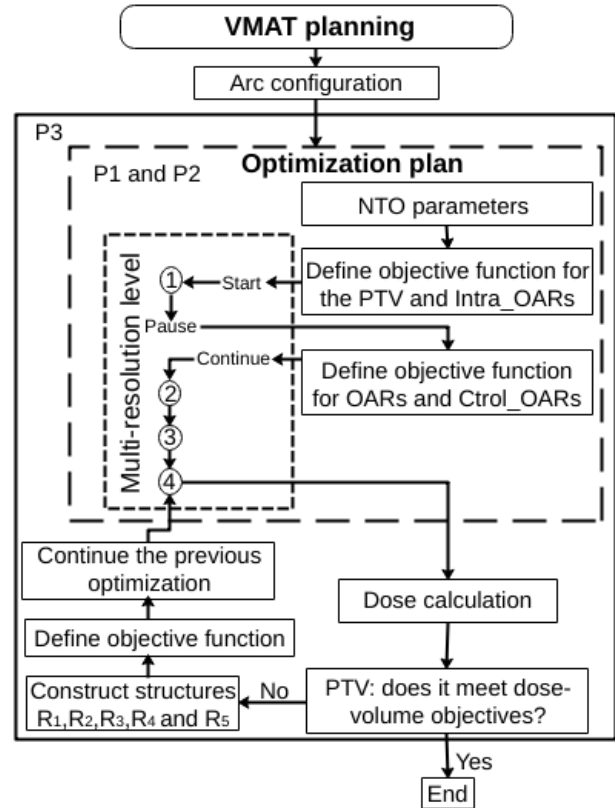 VMAT planning
Arc configuration
P3
Optimization plan
P1 and P2
NTO parameters
Multi-resolution level
1
Start
Define objective function for
the PTV and Intra_OARs
Pause
Continue
Define objective function
for OARs and Ctrol_OARs
2
3
4
Continue the previous
optimization
Dose calculation
Define objective function
Construct structures
R₁,R₂,R₃,R₄ and R₅
No
PTV: does it meet dose-
volume objectives?
Yes
End